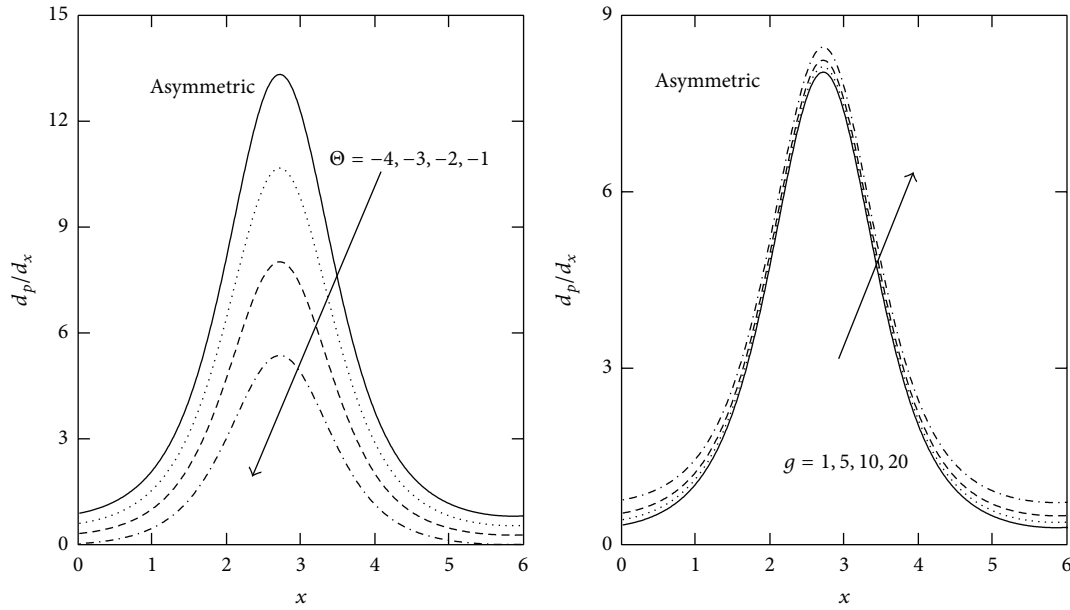 15
12
9
6
3
0
d_p/d_x
Asymmetric
Θ = −4, −3, −2, −1
0 1 2 3 4 5 6
x
9
6
3
0
d_p/d_x
Asymmetric
g = 1, 5, 10, 20
0 1 2 3 4 5 6
x